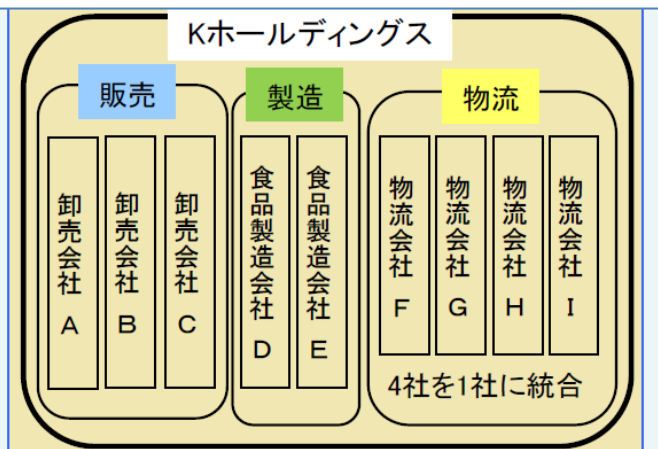 Kホールディングス
販売
製造
物流
卸売会社 A
卸売会社 B
卸売会社 C
食品製造会社 D
食品製造会社 E
物流会社 F
物流会社 G
物流会社 H
物流会社 I
4社を1社に統合